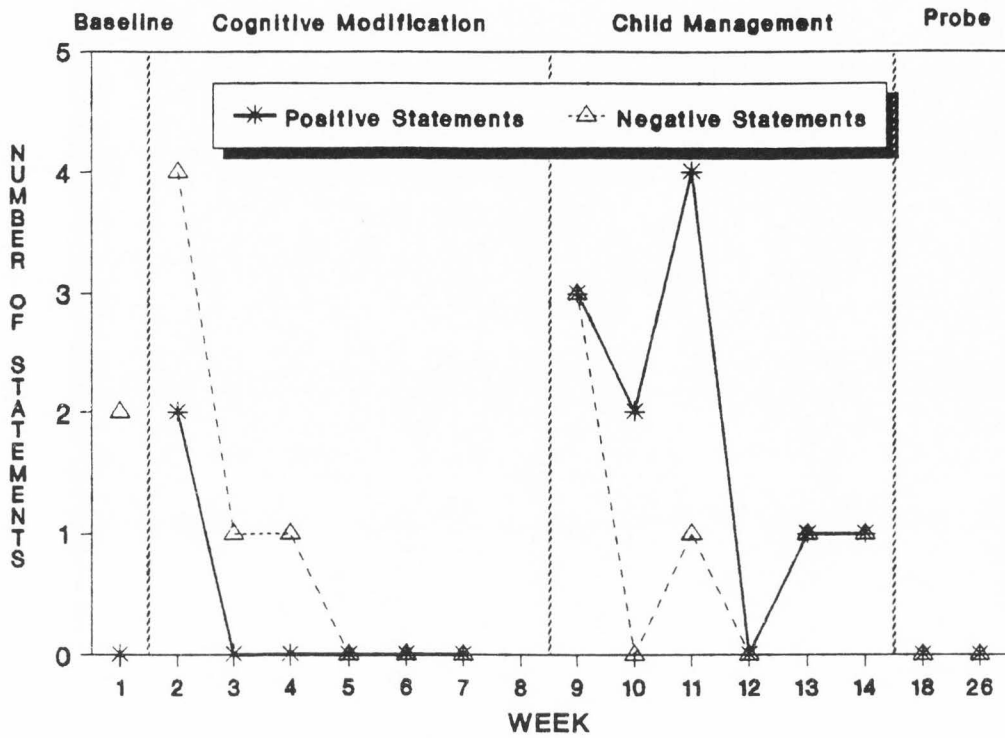 Baseline Cognitive Modification Child Management Probe
Positive Statements Negative Statements
NUMBER OF STATEMENTS
5
4
3
2
1
0
1 2 3 4 5 6 7 8 9 10 11 12 13 14 18 26
WEEK